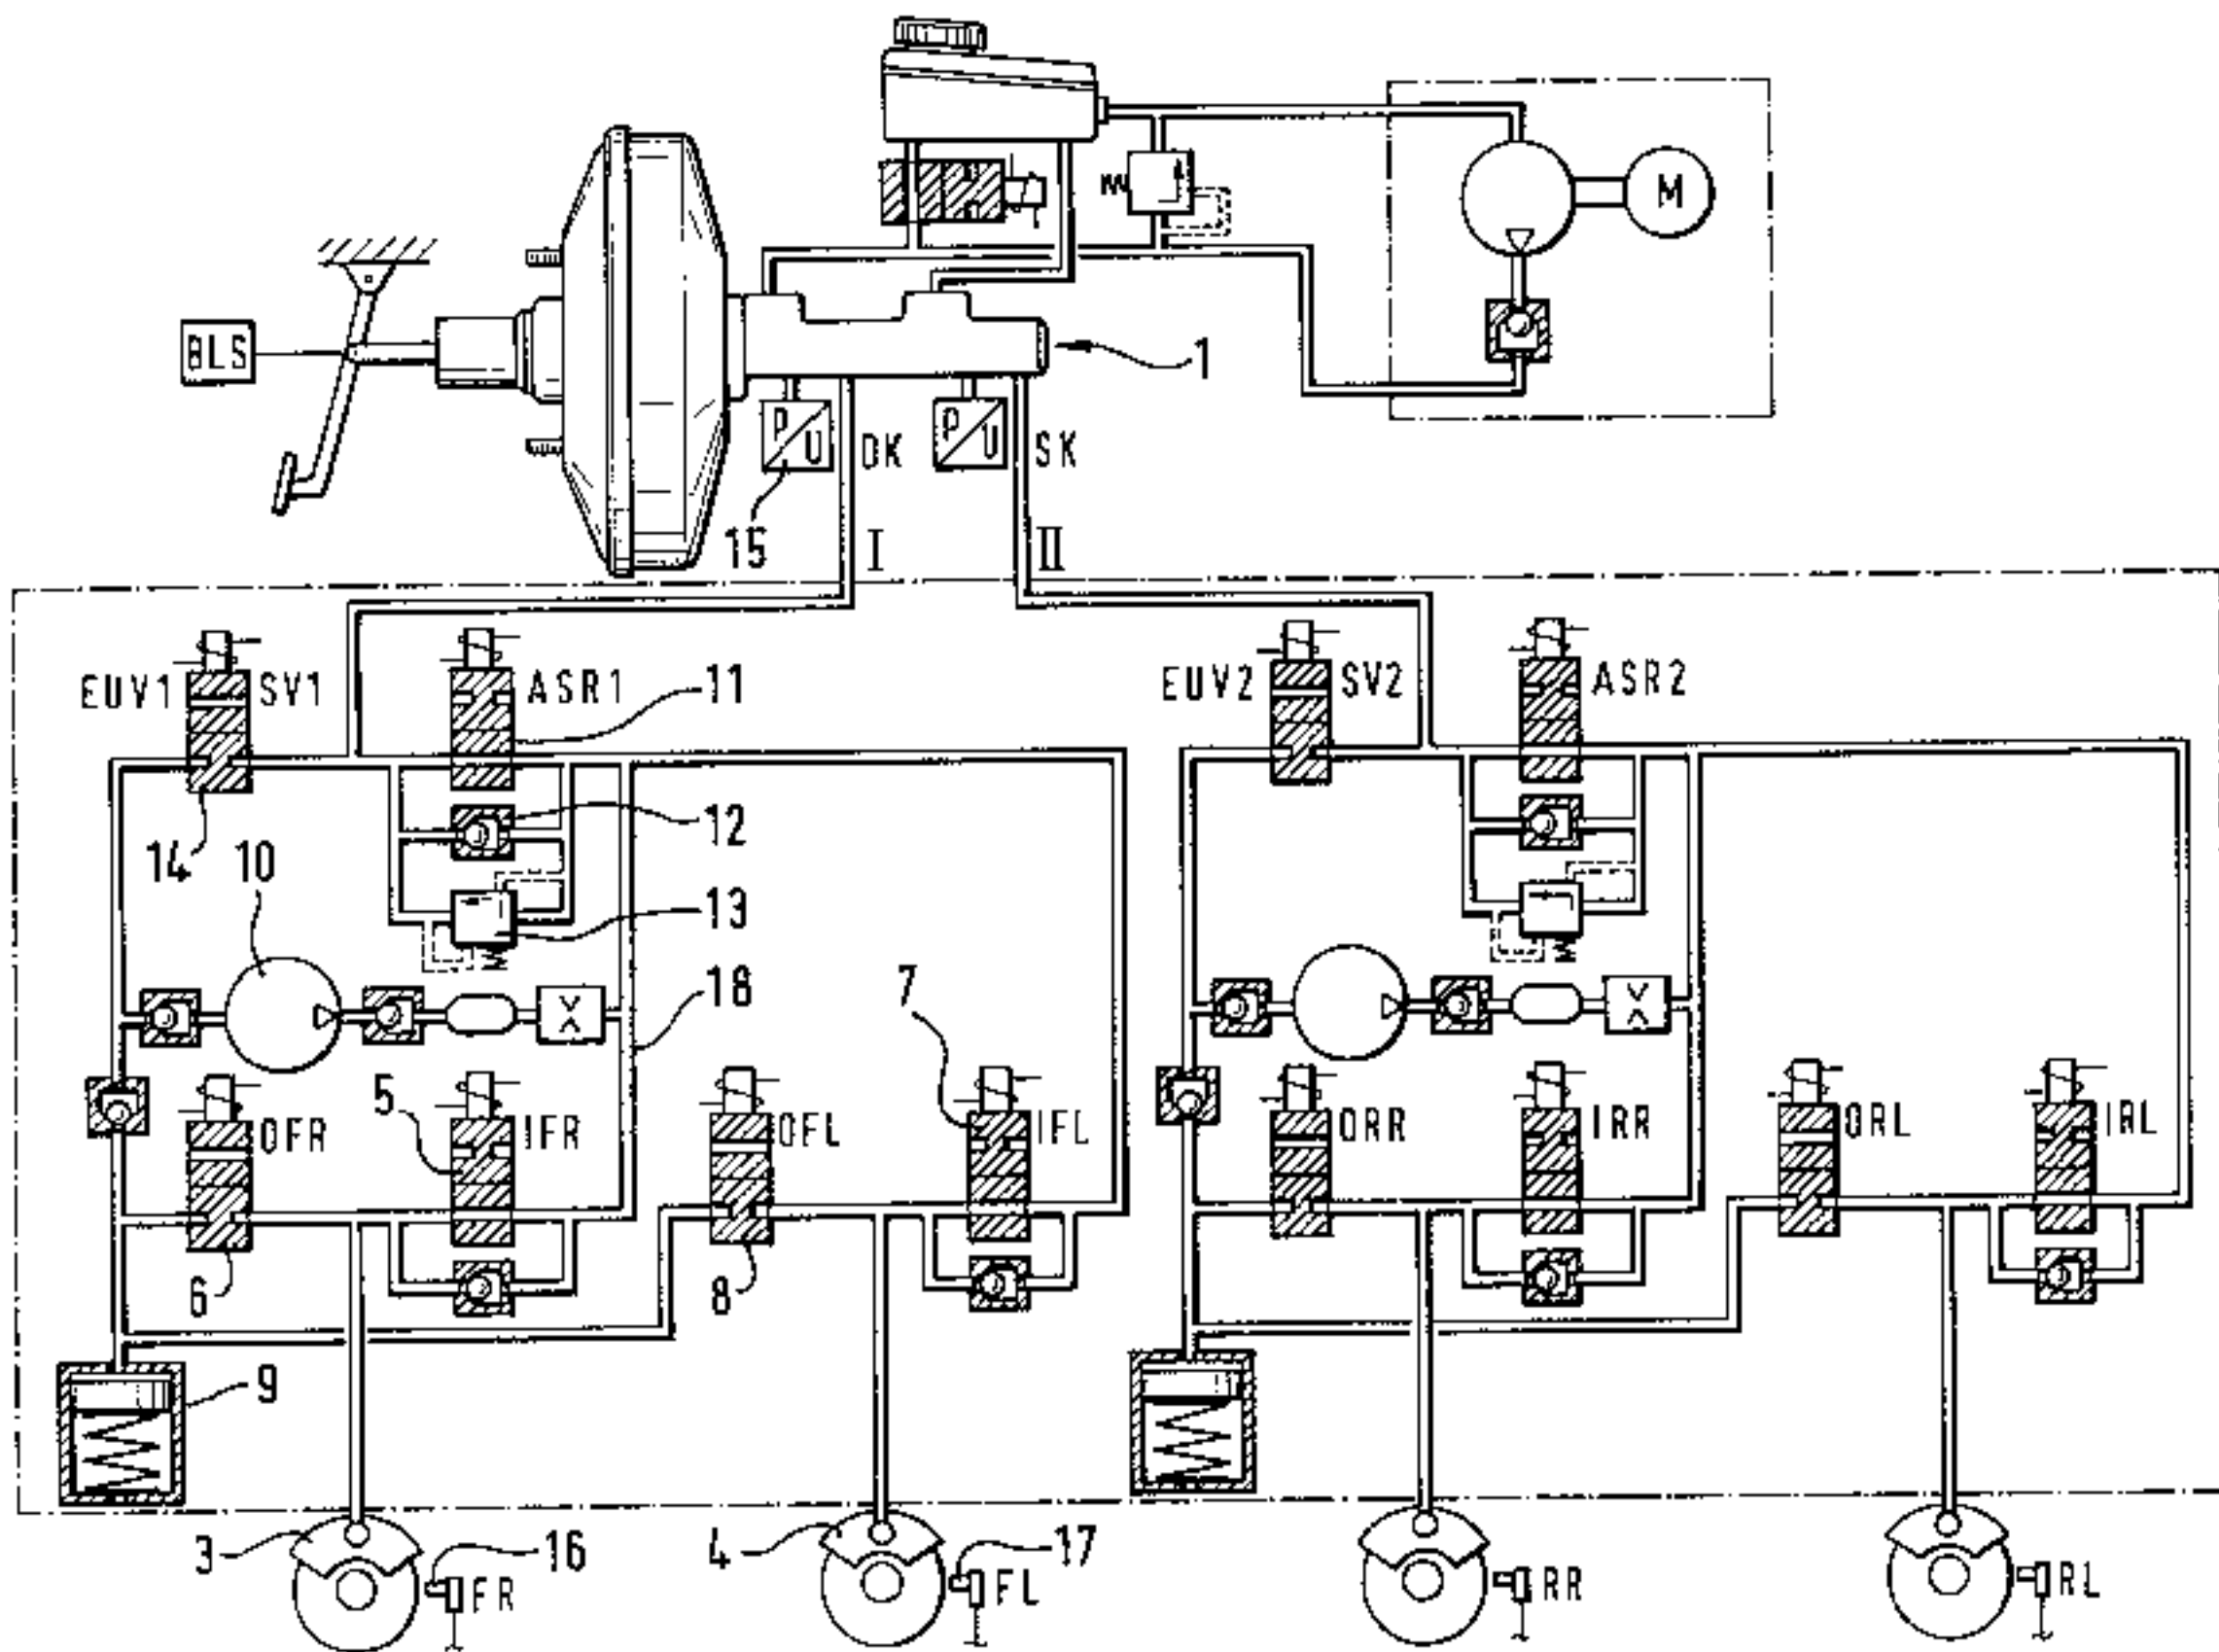 M
BLS
1
P U
DK
P U
SK
15
I
II
EUV1
SV1
ASR1
11
EUV2
SV2
ASR2
14
10
12
13
18
7
5
OFR
IFR
OFL
IFL
ORR
IRR
ORL
IRL
6
8
9
3
16
FR
4
17
FL
RR
RL